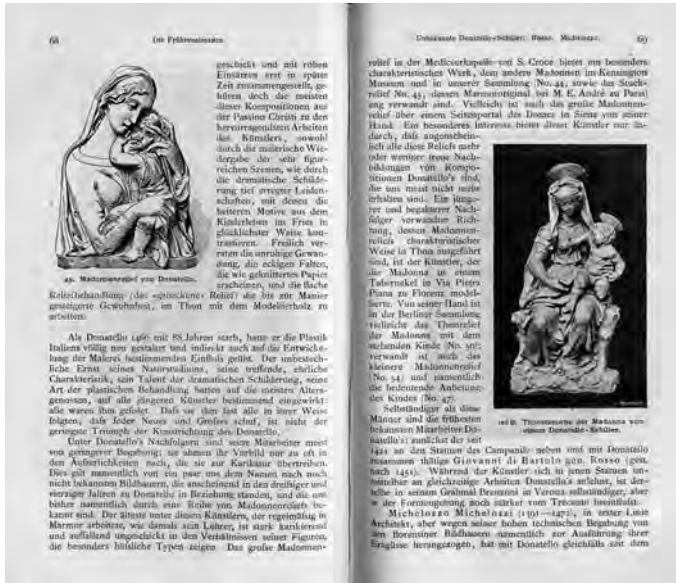 68 Die Frührenaissance.
geschickt und mit rohen
Einsätzen erst in später
Zeit zusammengestellt, ge-
hören doch die meisten
dieser Kompositionen aus
der Passion Christi zu den
hervorragendsten Arbeiten
des Künstlers, sowohl
durch die malerische Wie-
dergabe der sehr figur-
reichen Szenen, wie durch
die dramatische Schilde-
rung tief erregter Leiden-
schaften, mit denen die
heiteren Motive aus dem
Kinderleben im Fries in
glücklichster Weise kon-
trastieren. Freilich ver-
raten die unruhige Gewan-
dung, die eckigen Falten,
die wie geknittertes Papier
erscheinen, und die flache
49. Madonnenrelief von Donatello.
Reliefbehandlung (das »gedrückte« Relief) die bis zur Manier
gesteigerte Gewohnheit, im Thon mit dem Modellierholz zu
arbeiten.
Als Donatello 1466 mit 88 Jahren starb, hatte er die Plastik
Italiens völlig neu gestaltet und indirekt auch auf die Entwicke-
lung der Malerei bestimmenden Einfluß geübt. Der unbestech-
liche Ernst seines Naturstudiums, seine treffende, ehrliche
Charakteristik, sein Talent der dramatischen Schilderung, seine
Art der plastischen Behandlung hatten auf die meisten Alters-
genossen, auf alle jüngeren Künstler bestimmend eingewirkt:
alle waren ihm gefolgt. Daß sie ihm fast alle in ihrer Weise
folgten, daß Jeder Neues und Großes schuf, ist nicht der
geringste Triumph der Kunstrichtung des Donatello.
Unter Donatello's Nachfolgern sind seine Mitarbeiter meist
von geringerer Begabung; sie ahmen ihr Vorbild nur zu oft
in den Äußerlichkeiten nach, die sie zur Karikatur übertreiben.
Dies gilt namentlich von ein paar uns dem Namen nach noch
nicht bekannten Bildhauern, die anscheinend in den dreißiger und
vierziger Jahren zu Donatello in Beziehung standen, und die uns
bisher namentlich durch eine Reihe von Madonnenreliefs be-
kannt sind. Der ältere unter diesen Künstlern, der regelmäßig in
Marmor arbeitete, wie damals sein Lehrer, ist stark karikierend
und auffallend ungeschickt in den Verhältnissen seiner Figuren,
die besonders häßliche Typen zeigen. Das große Madonnen-
Unbekannte Donatello-Schüler. Rosso. Michelozzo. 69
relief in der Mediceerkapelle von S. Croce bietet ein besonders
charakteristisches Werk, dem andere Madonnen im Kensington
Museum und in unserer Sammlung (No. 44, sowie das Stuck-
relief No. 45, dessen Marmororiginal bei M. E. André zu Paris)
eng verwandt sind. Vielleicht ist auch das große Madonnen-
relief über einem Seitenportal des Domes in Siena von seiner
Hand. Ein besonderes Interesse bietet dieser Künstler nur da-
durch, daß augenschein-
lich alle diese Reliefs mehr
oder weniger treue Nach-
bildungen von Kompo-
sitionen Donatello's sind,
die uns meist nicht mehr
erhalten sind. Ein jünge-
rer und begabterer Nach-
folger verwandter Rich-
tung, dessen Madonnen-
reliefs charakteristischer
Weise in Thon ausgeführt
sind, ist der Künstler, der
die Madonna in einem
Tabernakel in Via Pietra
Piana zu Florenz model-
lierte. Von seiner Hand ist
in der Berliner Sammlung
vielleicht das Thonrelief
der Madonna mit dem
stehenden Kinde (No. 50);
verwandt ist auch das
kleinere Madonnenrelief
(No. 54) und namentlich
die bedeutende Anbetung
des Kindes (No. 47).
Thonstatuette der Madonna von
einem Donatello-Schüler.
Selbständiger als diese
Männer sind die frühesten
bekannten Mitarbeiter Do-
natello's: zunächst der seit
1421 an den Statuen des Campanile neben und mit Donatello
zusammen thätige Giovanni di Bartolo gen. Rosso (gest.
nach 1451). Während der Künstler sich in jenen Statuen un-
mittelbar an gleichzeitige Arbeiten Donatello's anlehnt, ist der-
selbe in seinem Grabmal Brenzoni in Verona selbständiger, aber
in der Formensprache noch stärker vom Trecento beeinflußt.
Michelozzo Michelozzi (1391—1472), in erster Linie
Architekt, aber wegen seiner hohen technischen Begabung von
den florentiner Bildhauern namentlich zur Ausführung ihrer
Erzgüsse herangezogen, hat mit Donatello gleichfalls seit dem